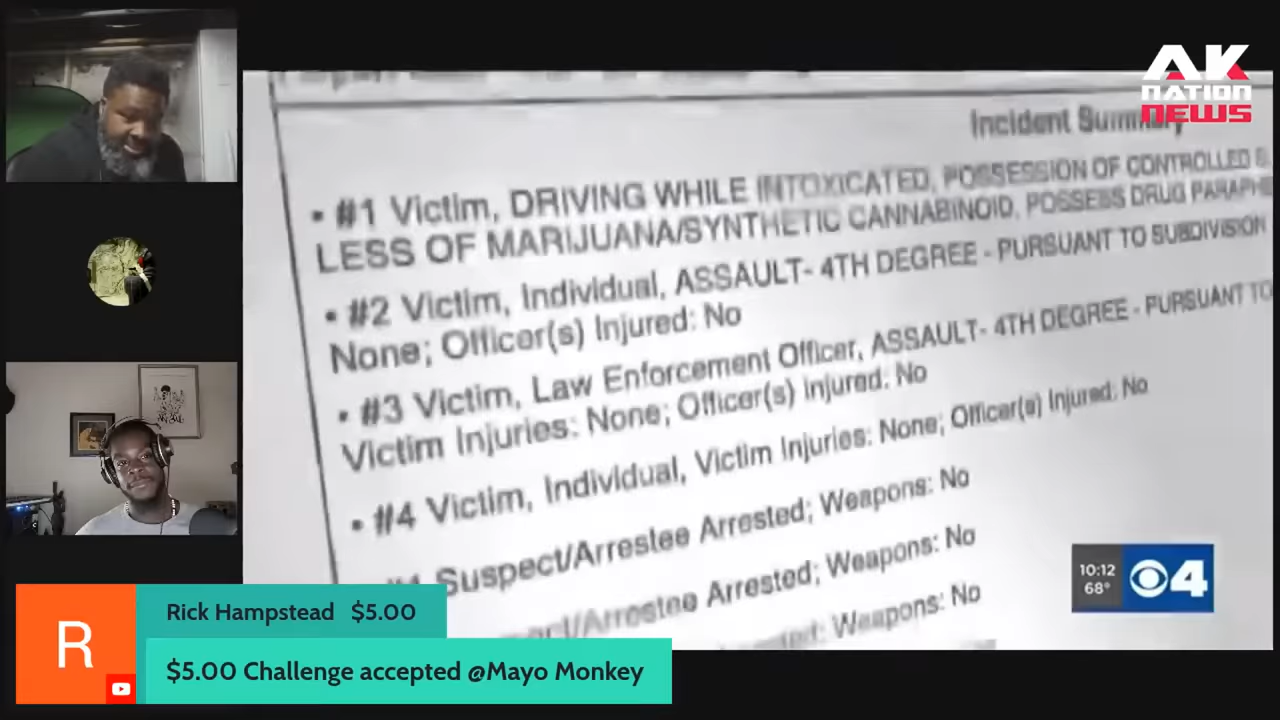 AK
NATION
NEWS
Incident Summary
• #1 Victim, DRIVING WHILE INTOXICATED, POSSESSION OF CONTROLLED
LESS OF MARIJUANA/SYNTHETIC CANNABINOID, POSSESS DRUG
• #2 Victim, Individual, ASSAULT- 4TH DEGREE - PURSUANT TO SUBDIVISION
None; Officer(s) Injured: No
• #3 Victim, Law Enforcement Officer, ASSAULT- 4TH DEGREE - PURSUANT TO
Victim Injuries: None; Officer(s) Injured: No
• #4 Victim, Individual, Victim Injuries: None; Officer(s) Injured: No
Suspect/Arrestee Arrested; Weapons: No
Arrested; Weapons: No
Weapons: No
10:12
68°
4
R
Rick Hampstead $5.00
$5.00 Challenge accepted @Mayo Monkey